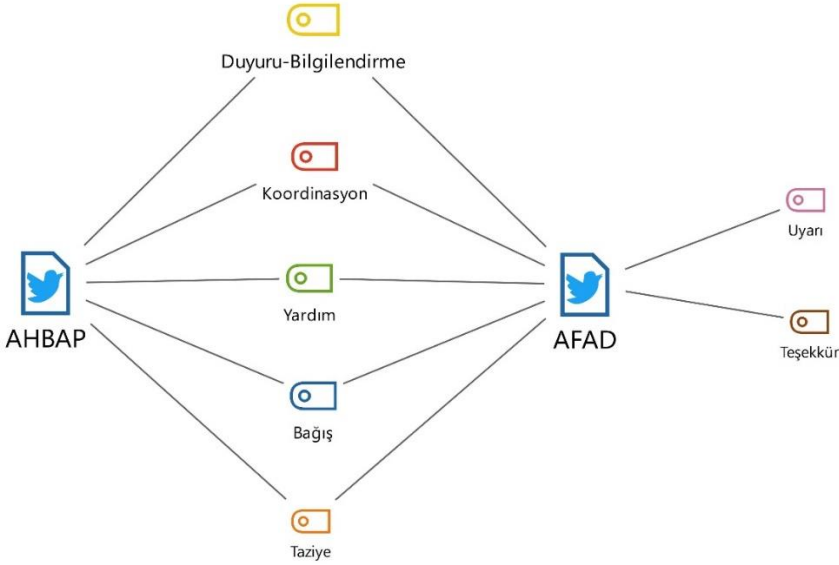 Duyuru-Bilgilendirme
Koordinasyon
Uyarı
Yardım
AHBAP
AFAD
Teşekkür
Bağış
Taziye